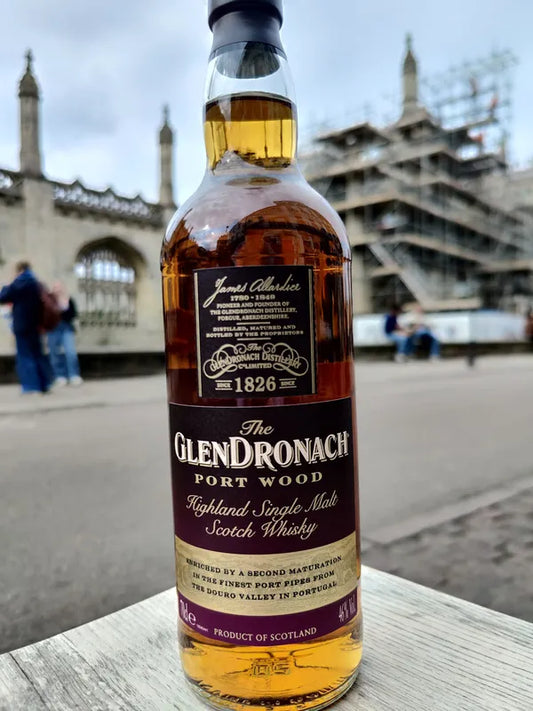 James Allardice
1780 - 1849
PIONEER AND FOUNDER OF
THE GLENDRONACH DISTILLERY,
FORGUE, ABERDEENSHIRE.
DISTILLED, MATURED AND
BOTTLED BY THE PROPRIETORS
The
GLENDRONACH DISTILLERY
Cº LIMITED
SINCE 1826 SINCE
The
GLENDRONACH
PORT WOOD
Highland Single Malt
Scotch Whisky
ENRICHED BY A SECOND MATURATION
IN THE FINEST PORT PIPES FROM
THE DOURO VALLEY IN PORTUGAL
70cl e 46% Vol.
PRODUCT OF SCOTLAND